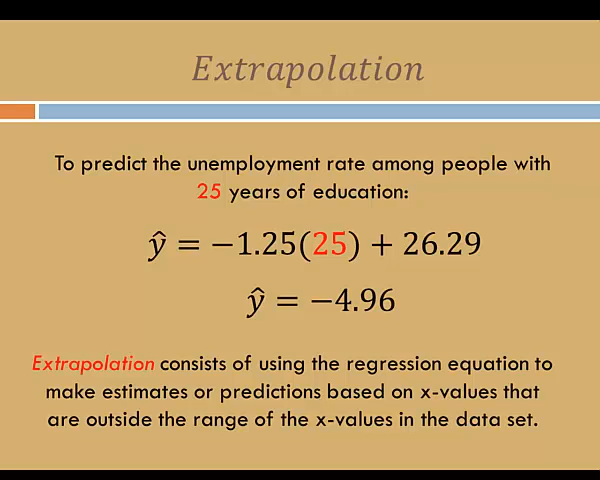 Extrapolation
To predict the unemployment rate among people with
25 years of education:
ŷ = −1.25(25) + 26.29
ŷ = −4.96
Extrapolation consists of using the regression equation to
make estimates or predictions based on x-values that
are outside the range of the x-values in the data set.